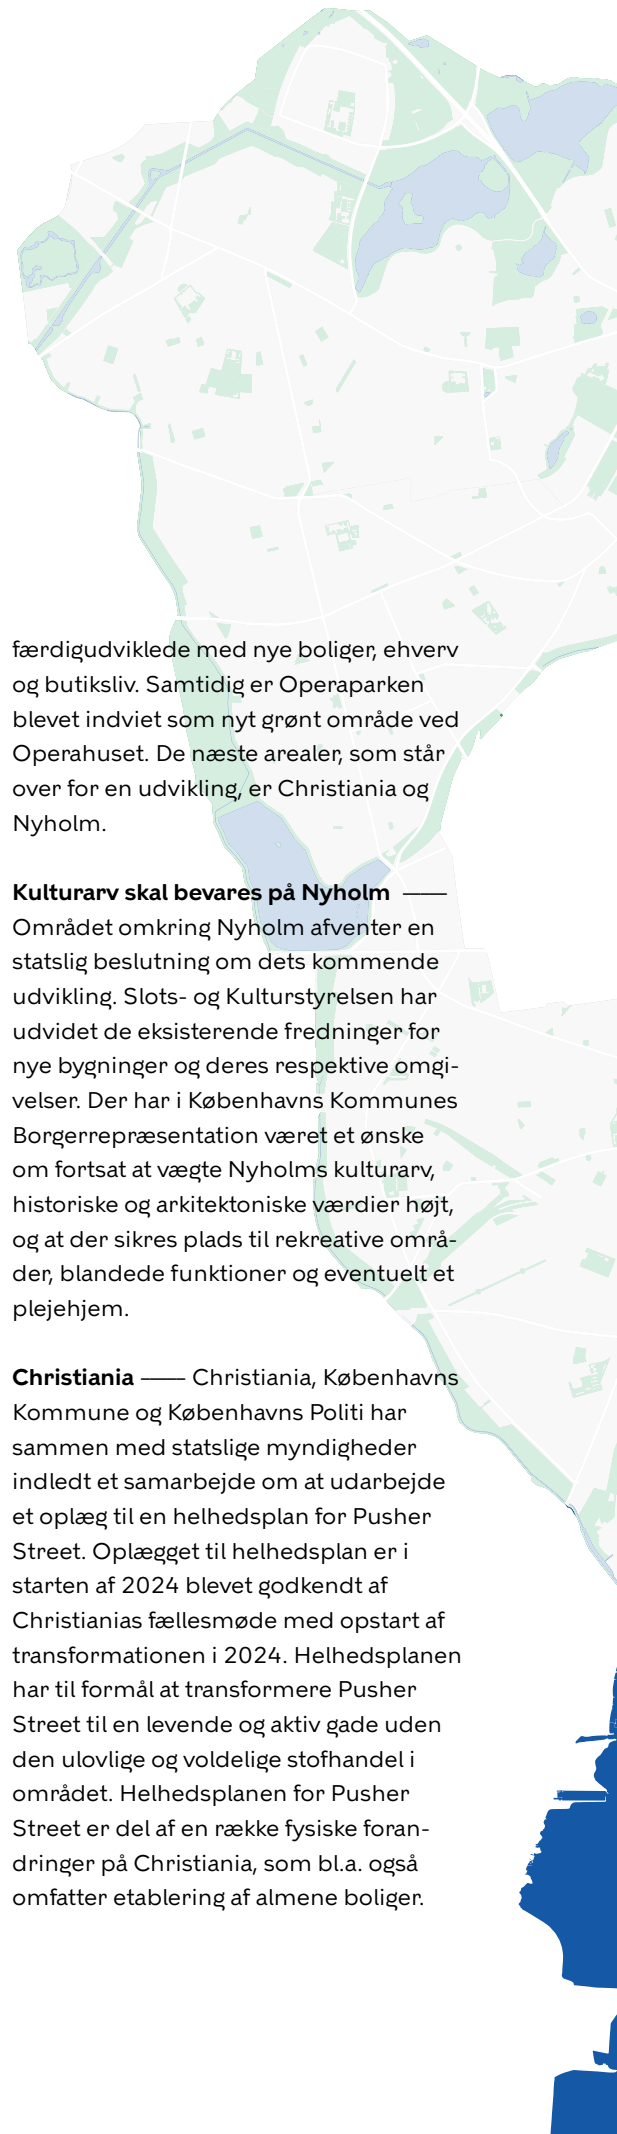 færdigudviklede med nye boliger, ehverv
og butiksliv. Samtidig er Operaparken
blevet indviet som nyt grønt område ved
Operahuset. De næste arealer, som står
over for en udvikling, er Christiania og
Nyholm.
Kulturarv skal bevares på Nyholm ——
Området omkring Nyholm afventer en
statslig beslutning om dets kommende
udvikling. Slots- og Kulturstyrelsen har
udvidet de eksisterende fredninger for
nye bygninger og deres respektive omgi-
velser. Der har i Københavns Kommunes
Borgerrepræsentation været et ønske
om fortsat at vægte Nyholms kulturarv,
historiske og arkitektoniske værdier højt,
og at der sikres plads til rekreative områ-
der, blandede funktioner og eventuelt et
plejehjem.
Christiania —— Christiania, Københavns
Kommune og Københavns Politi har
sammen med statslige myndigheder
indledt et samarbejde om at udarbejde
et oplæg til en helhedsplan for Pusher
Street. Oplægget til helhedsplan er i
starten af 2024 blevet godkendt af
Christianias fællesmøde med opstart af
transformationen i 2024. Helhedsplanen
har til formål at transformere Pusher
Street til en levende og aktiv gade uden
den ulovlige og voldelige stofhandel i
området. Helhedsplanen for Pusher
Street er del af en række fysiske foran-
dringer på Christiania, som bl.a. også
omfatter etablering af almene boliger.